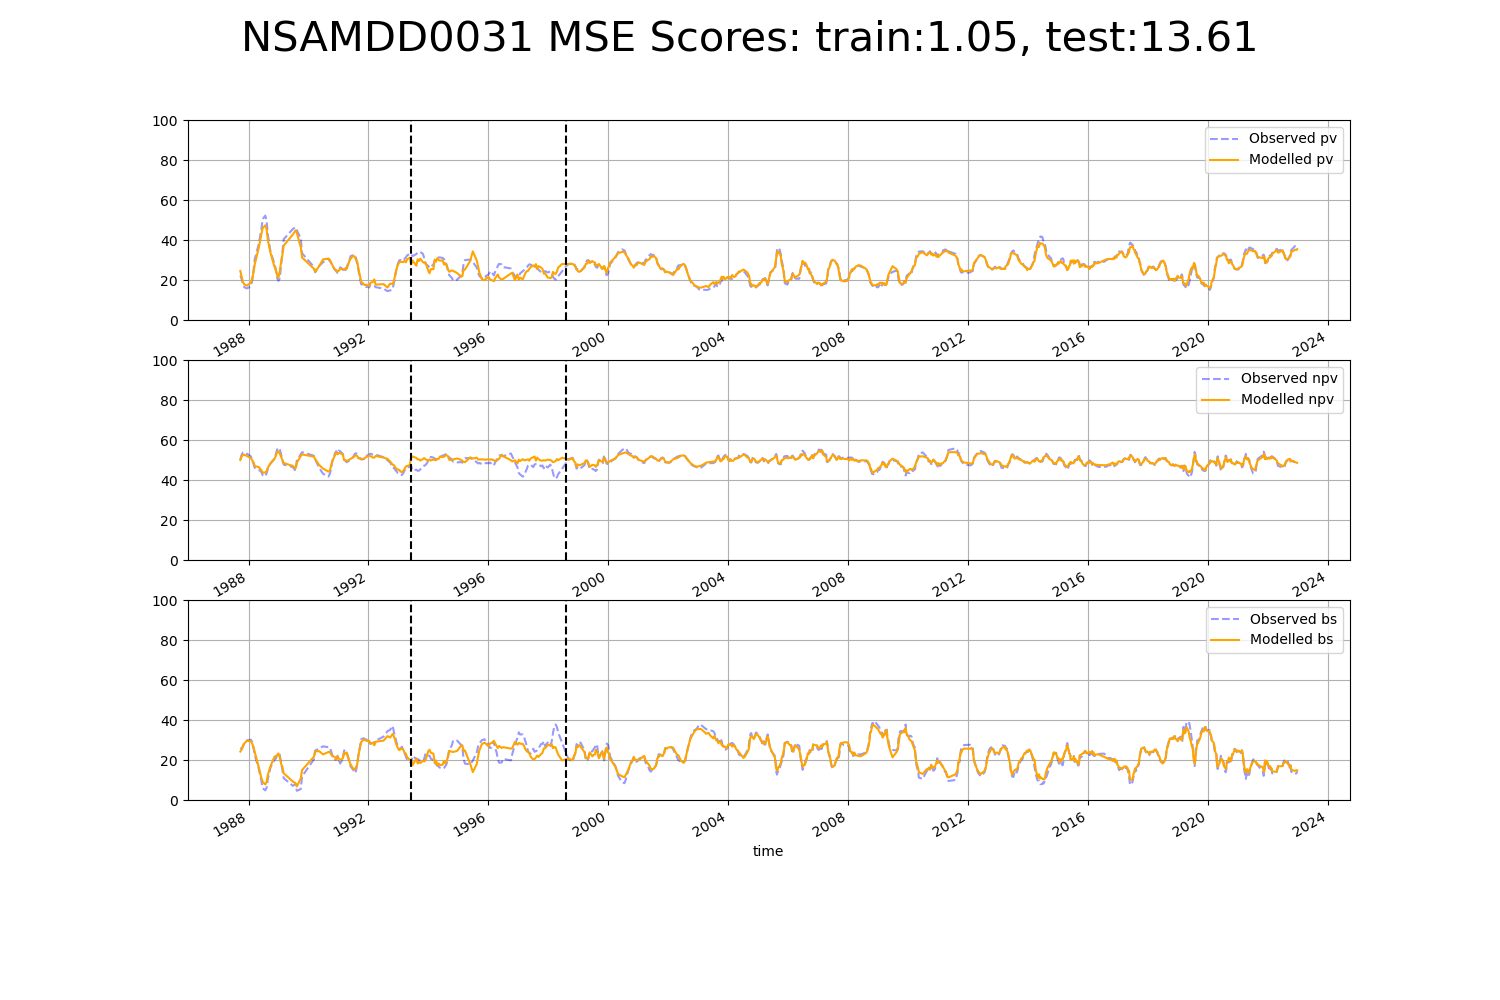 NSAMDD0031 MSE Scores: train:1.05, test:13.61
100
80
60
40
20
0
Observed pv
Modelled pv
1988 1992 1996 2000 2004 2008 2012 2016 2020 2024
100
80
60
40
20
0
Observed npv
Modelled npv
1988 1992 1996 2000 2004 2008 2012 2016 2020 2024
100
80
60
40
20
0
Observed bs
Modelled bs
1988 1992 1996 2000 2004 2008 2012 2016 2020 2024
time